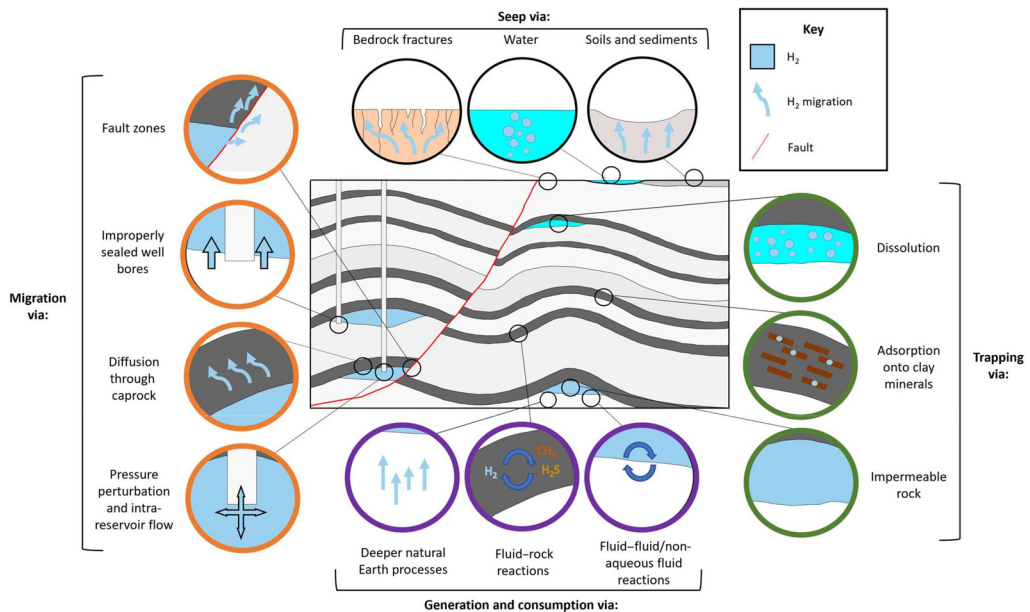 Seep via:
Bedrock fractures
Water
Soils and sediments
Key
H₂
H₂ migration
Fault
Migration
via:
Fault zones
Improperly
sealed well
bores
Diffusion
through
caprock
Pressure
perturbation
and intra-
reservoir flow
Dissolution
Adsorption
onto clay
minerals
Impermeable
rock
Trapping
via:
CH₄
H₂
H₂S
Deeper natural
Earth processes
Fluid–rock
reactions
Fluid–fluid/non-
aqueous fluid
reactions
Generation and consumption via: